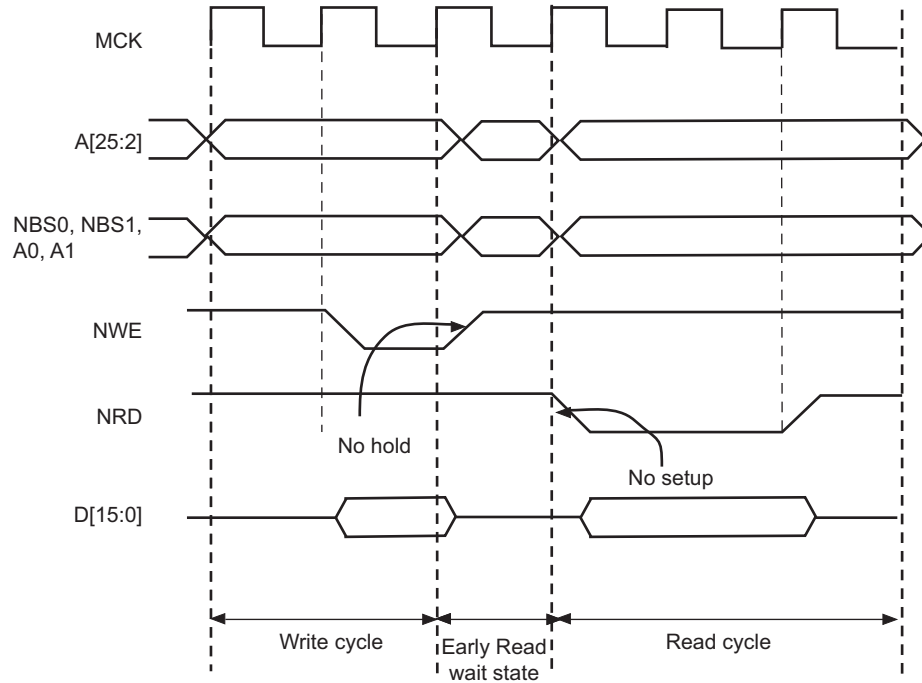 MCK
A[25:2]
NBS0, NBS1,
A0, A1
NWE
NRD
No hold
No setup
D[15:0]
Write cycle
Early Read
wait state
Read cycle